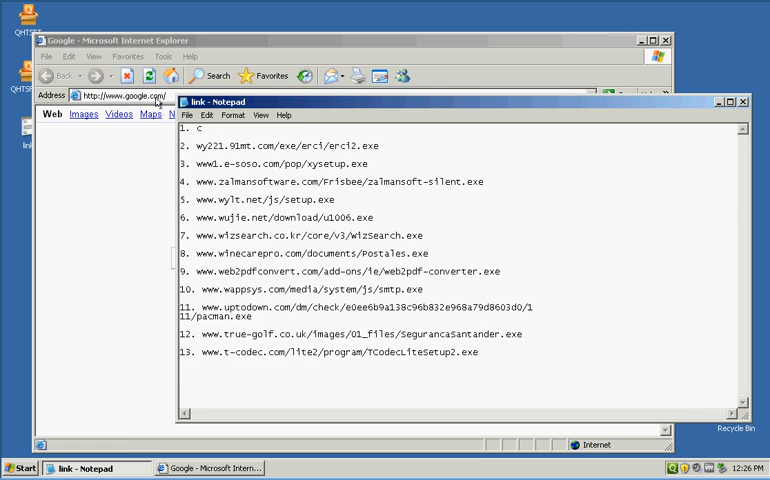 QHTSET
Google - Microsoft Internet Explorer
File Edit View Favorites Tools Help
Back Search Favorites
Address http://www.google.com/
Web Images Videos Maps N
link - Notepad
File Edit Format View Help
1. c
2. wy221.91mt.com/exe/erci/erci2.exe
3. www1.e-soso.com/pop/xysetup.exe
4. www.zalmansoftware.com/Frisbee/zalmansoft-silent.exe
5. www.wylt.net/js/setup.exe
6. www.wujie.net/download/u1006.exe
7. www.wizsearch.co.kr/core/v3/WizSearch.exe
8. www.winecarepro.com/documents/Postales.exe
9. www.web2pdfconvert.com/add-ons/ie/web2pdf-converter.exe
10. www.wappsys.com/media/system/js/smtp.exe
11. www.uptodown.com/dm/check/e0ee6b9a138c96b832e968a79d8603d0/1
11/pacman.exe
12. www.true-golf.co.uk/images/01_files/SegurancaSantander.exe
13. www.t-codec.com/lite2/program/TCodecLiteSetup2.exe
Recycle Bin
Internet
Start link - Notepad Google - Microsoft Intern... 12:26 PM